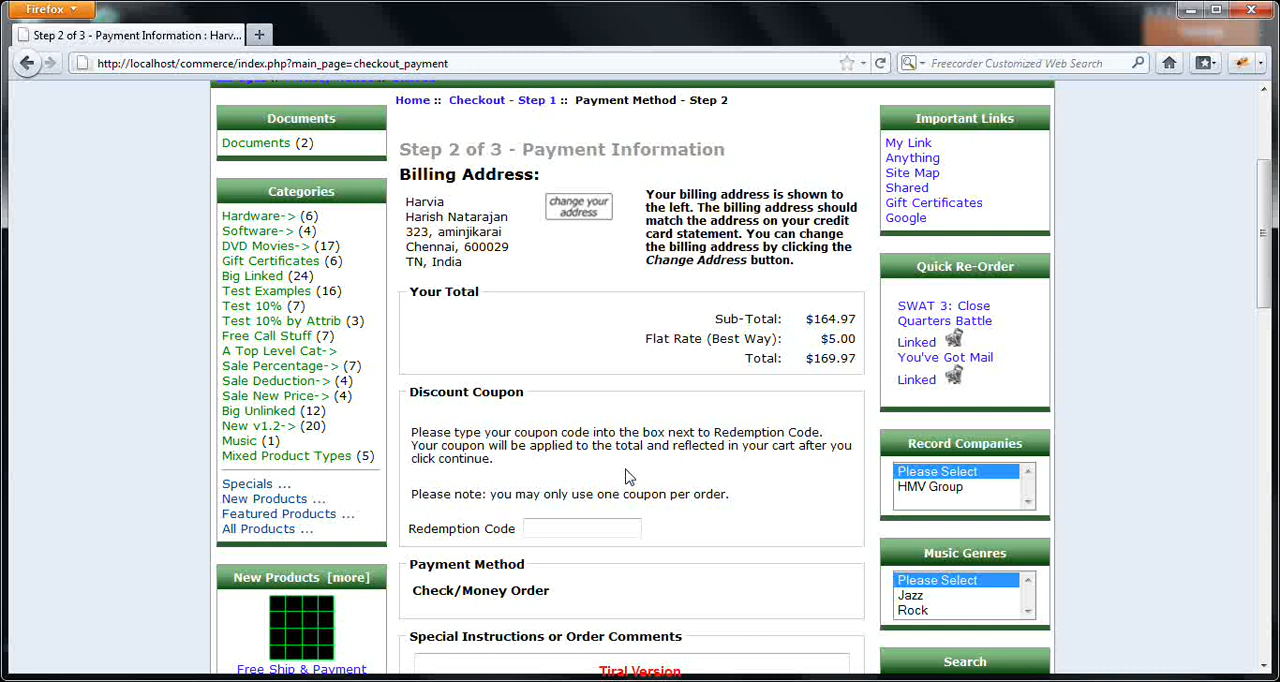 Firefox
Step 2 of 3 - Payment Information : Harv...
http://localhost/commerce/index.php?main_page=checkout_payment
Freecorder Customized Web Search
Home :: Checkout - Step 1 :: Payment Method - Step 2
Documents
Documents (2)
Categories
Hardware-> (6)
Software-> (4)
DVD Movies-> (17)
Gift Certificates (6)
Big Linked (24)
Test Examples (16)
Test 10% (7)
Test 10% by Attrib (3)
Free Call Stuff (7)
A Top Level Cat->
Sale Percentage-> (7)
Sale Deduction-> (4)
Sale New Price-> (4)
Big Unlinked (12)
New v1.2-> (20)
Music (1)
Mixed Product Types (5)
Specials ...
New Products ...
Featured Products ...
All Products ...
New Products [more]
Free Ship & Payment
Step 2 of 3 - Payment Information
Billing Address:
Harvia
Harish Natarajan
323, aminjikarai
Chennai, 600029
TN, India
change your
address
Your billing address is shown to
the left. The billing address should
match the address on your credit
card statement. You can change
the billing address by clicking the
Change Address button.
Your Total
Sub-Total: $164.97
Flat Rate (Best Way): $5.00
Total: $169.97
Discount Coupon
Please type your coupon code into the box next to Redemption Code.
Your coupon will be applied to the total and reflected in your cart after you
click continue.
Please note: you may only use one coupon per order.
Redemption Code
Payment Method
Check/Money Order
Special Instructions or Order Comments
Tiral Version
Important Links
My Link
Anything
Site Map
Shared
Gift Certificates
Google
Quick Re-Order
SWAT 3: Close
Quarters Battle
Linked
You've Got Mail
Linked
Record Companies
Please Select
HMV Group
Music Genres
Please Select
Jazz
Rock
Search